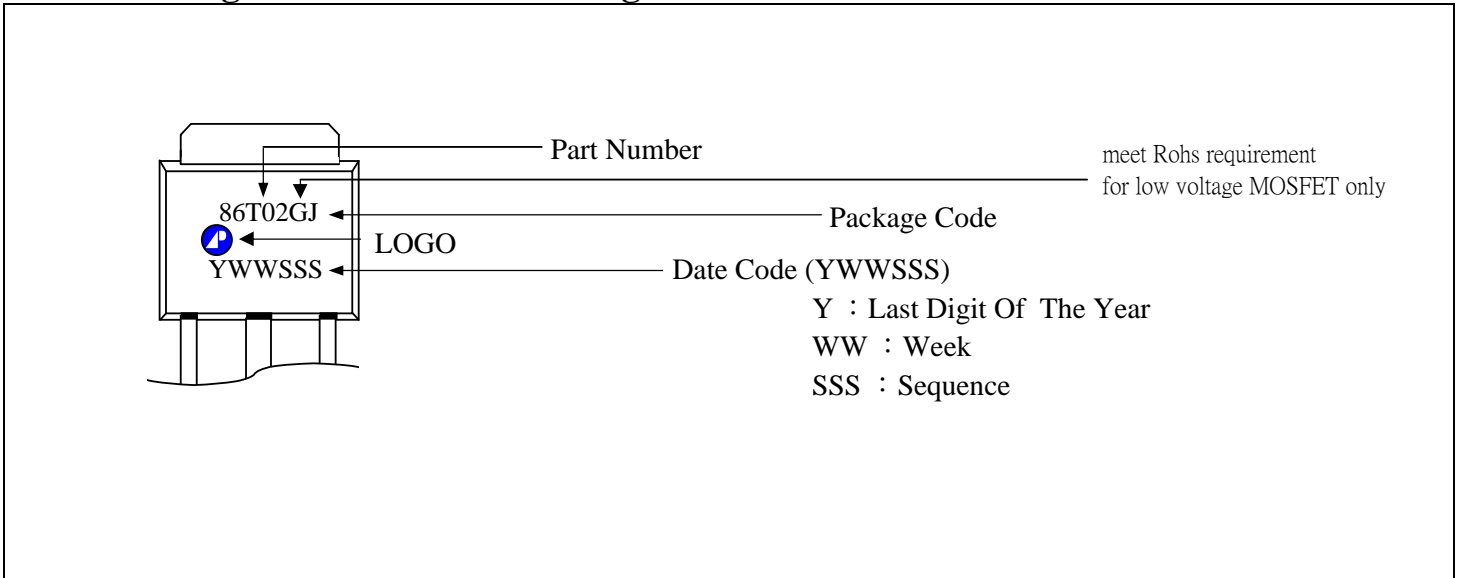 Part Number
meet Rohs requirement
for low voltage MOSFET only
86T02GJ
Package Code
LOGO
YWWSSS
Date Code (YWWSSS)
Y : Last Digit Of The Year
WW : Week
SSS : Sequence